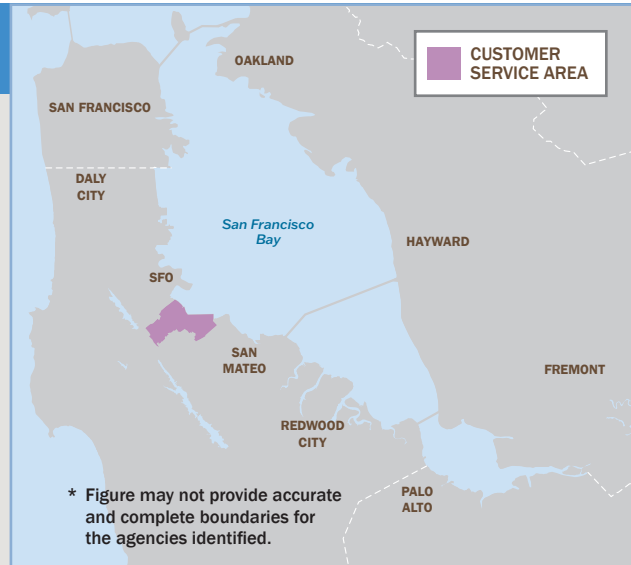 OAKLAND
CUSTOMER
SERVICE AREA
SAN FRANCISCO
DALY
CITY
San Francisco
Bay
HAYWARD
SFO
SAN
MATEO
FREMONT
REDWOOD
CITY
PALO
ALTO
* Figure may not provide accurate
and complete boundaries for
the agencies identified.